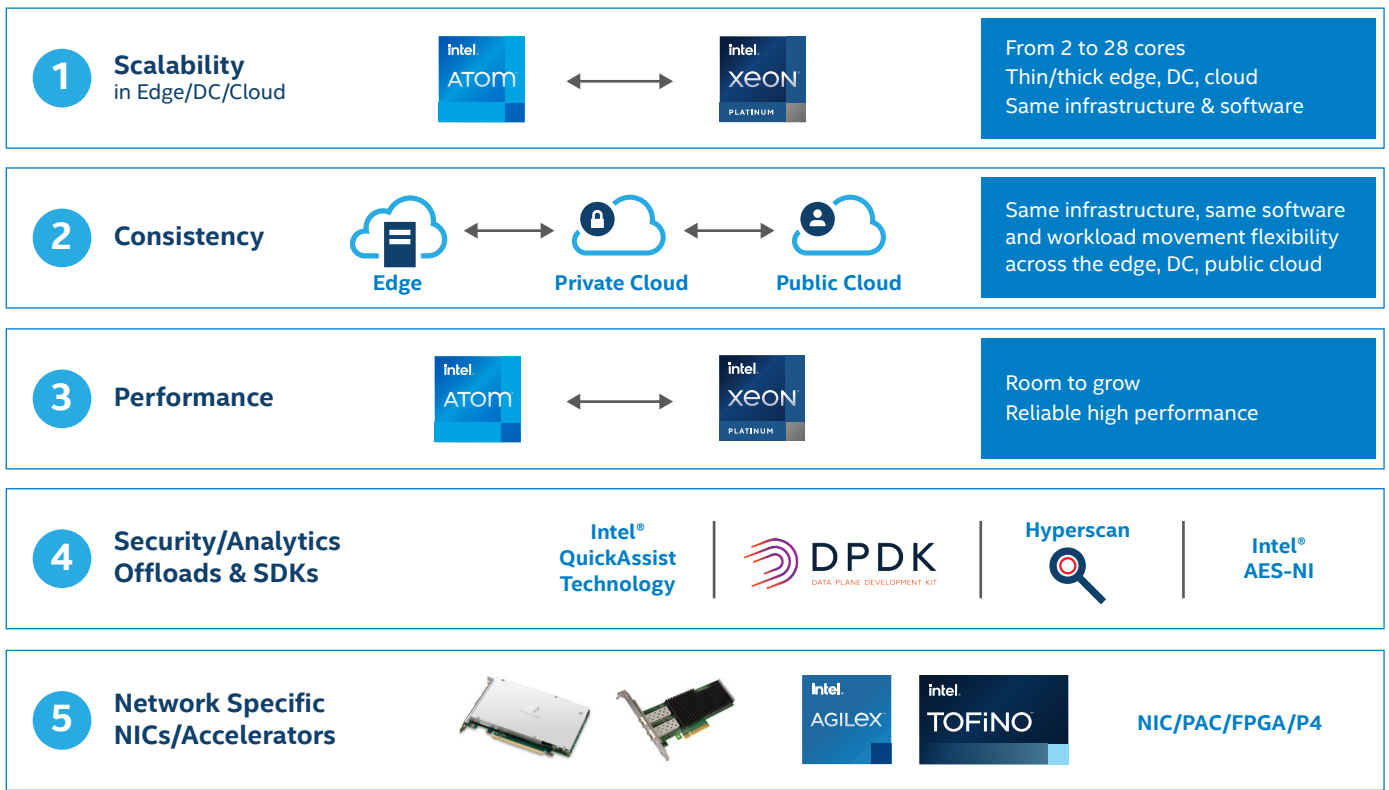 1
Scalability
in Edge/DC/Cloud
intel.
ATOM
intel.
XEON
PLATINUM
From 2 to 28 cores
Thin/thick edge, DC, cloud
Same infrastructure & software
2
Consistency
Edge
Private Cloud
Public Cloud
Same infrastructure, same software
and workload movement flexibility
across the edge, DC, public cloud
3
Performance
intel.
ATOM
intel.
XEON
PLATINUM
Room to grow
Reliable high performance
4
Security/Analytics
Offloads & SDKs
Intel®
QuickAssist
Technology
DPDK
DATA PLANE DEVELOPMENT KIT
Hyperscan
Intel®
AES-NI
5
Network Specific
NICs/Accelerators
intel.
AGILEX
intel.
TOFINO
NIC/PAC/FPGA/P4